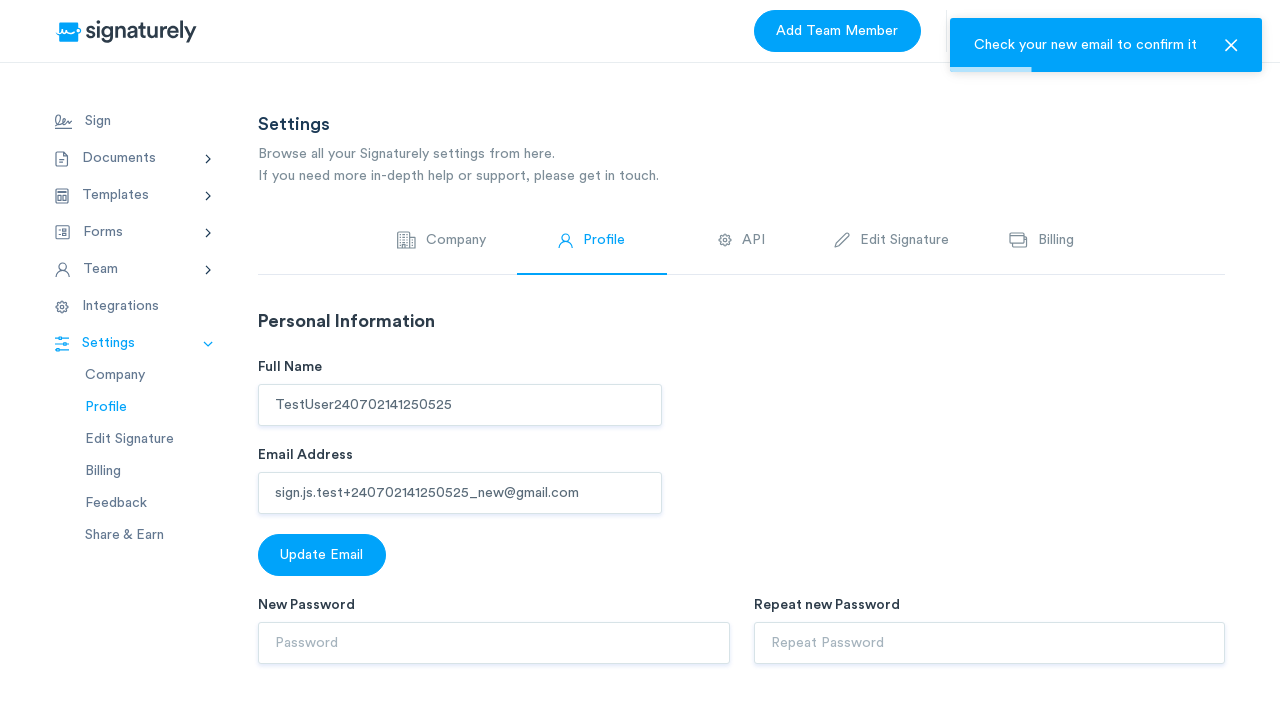 signaturely
Add Team Member
Check your new email to confirm it
Sign
Documents
Templates
Forms
Team
Integrations
Settings
Company
Profile
Edit Signature
Billing
Feedback
Share & Earn
Settings
Browse all your Signaturely settings from here.
If you need more in-depth help or support, please get in touch.
Company
Profile
API
Edit Signature
Billing
Personal Information
Full Name
TestUser240702141250525
Email Address
sign.js.test+240702141250525_new@gmail.com
Update Email
New Password
Repeat new Password
Password
Repeat Password